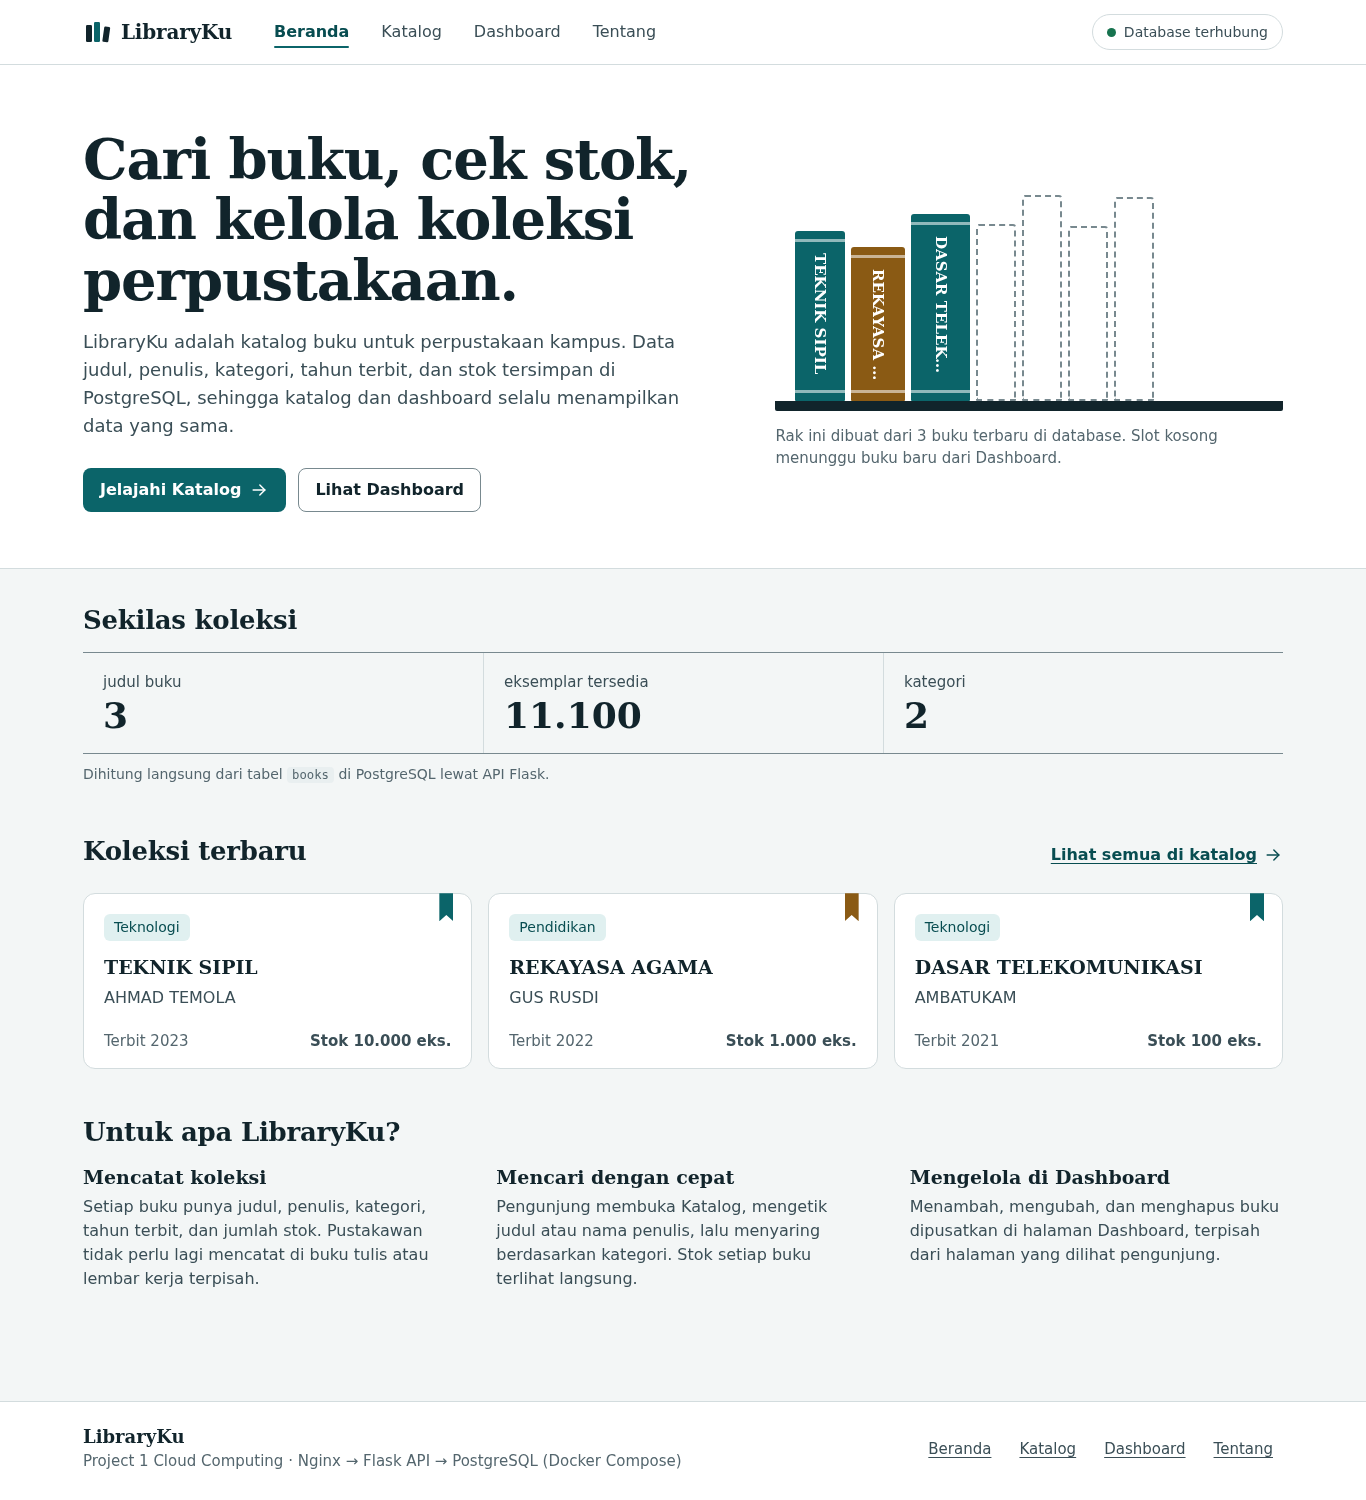 LibraryKu
Beranda
Katalog
Dashboard
Tentang
Database terhubung
Cari buku, cek stok,
dan kelola koleksi
perpustakaan.
LibraryKu adalah katalog buku untuk perpustakaan kampus. Data
judul, penulis, kategori, tahun terbit, dan stok tersimpan di
PostgreSQL, sehingga katalog dan dashboard selalu menampilkan
data yang sama.
Jelajahi Katalog →
Lihat Dashboard
TEKNIK SIPIL
REKAYASA ...
DASAR TELEK...
Rak ini dibuat dari 3 buku terbaru di database. Slot kosong
menunggu buku baru dari Dashboard.
Sekilas koleksi
judul buku
3
eksemplar tersedia
11.100
kategori
2
Dihitung langsung dari tabel books di PostgreSQL lewat API Flask.
Koleksi terbaru
Lihat semua di katalog →
Teknologi
TEKNIK SIPIL
AHMAD TEMOLA
Terbit 2023
Stok 10.000 eks.
Pendidikan
REKAYASA AGAMA
GUS RUSDI
Terbit 2022
Stok 1.000 eks.
Teknologi
DASAR TELEKOMUNIKASI
AMBATUKAM
Terbit 2021
Stok 100 eks.
Untuk apa LibraryKu?
Mencatat koleksi
Setiap buku punya judul, penulis, kategori,
tahun terbit, dan jumlah stok. Pustakawan
tidak perlu lagi mencatat di buku tulis atau
lembar kerja terpisah.
Mencari dengan cepat
Pengunjung membuka Katalog, mengetik
judul atau nama penulis, lalu menyaring
berdasarkan kategori. Stok setiap buku
terlihat langsung.
Mengelola di Dashboard
Menambah, mengubah, dan menghapus buku
dipusatkan di halaman Dashboard, terpisah
dari halaman yang dilihat pengunjung.
LibraryKu
Project 1 Cloud Computing · Nginx → Flask API → PostgreSQL (Docker Compose)
Beranda
Katalog
Dashboard
Tentang